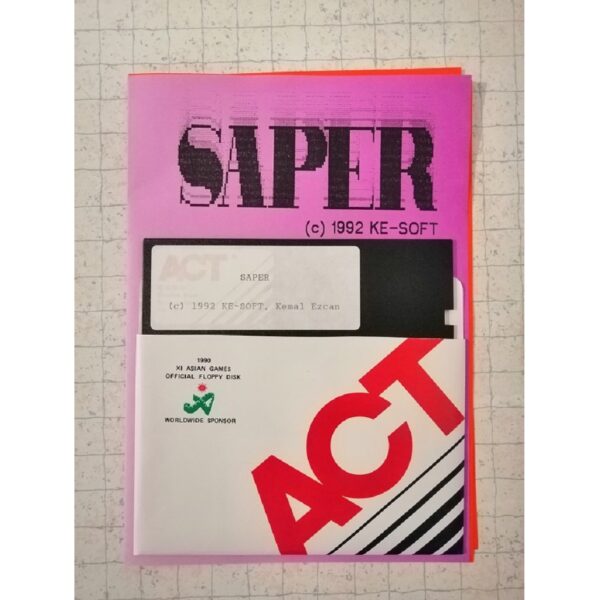 SAPER
(c) 1992 KE-SOFT
ACT
SAPER
(c) 1992 KE-SOFT, Kemal Ezcan
1990
XI ASIAN GAMES
OFFICIAL FLOPPY DISK
WORLDWIDE SPONSOR
ACT